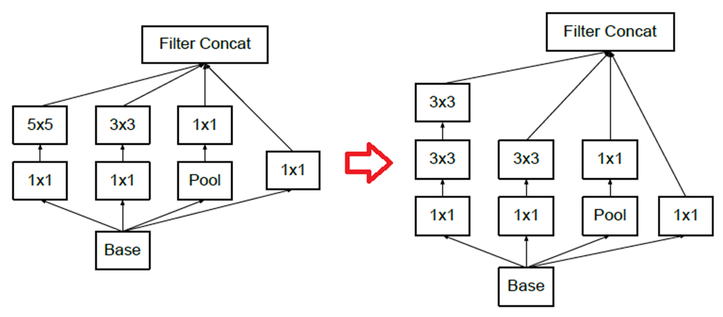 Filter Concat
5x5
3x3
1x1
1x1
1x1
Pool
1x1
Base
Filter Concat
3x3
3x3
3x3
1x1
1x1
1x1
Pool
1x1
Base